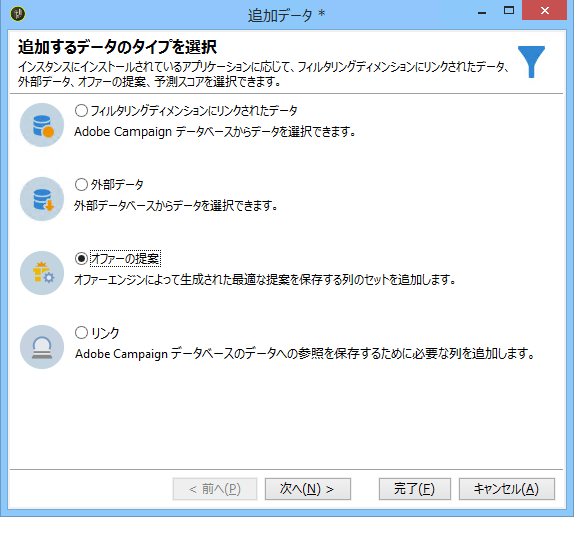 追加データ *
追加するデータのタイプを選択
インスタンスにインストールされているアプリケーションに応じて、フィルタリングディメンションにリンクされたデータ、
外部データ、オファーの提案、予測スコアを選択できます。
フィルタリングディメンションにリンクされたデータ
Adobe Campaign データベースからデータを選択できます。
外部データ
外部データベースからデータを選択できます。
オファーの提案
オファーエンジンによって生成された最適な提案を保存する列のセットを追加します。
リンク
Adobe Campaign データベースのデータへの参照を保存するために必要な列を追加します。
< 前へ(P) 次へ(N) > 完了(F) キャンセル(A)